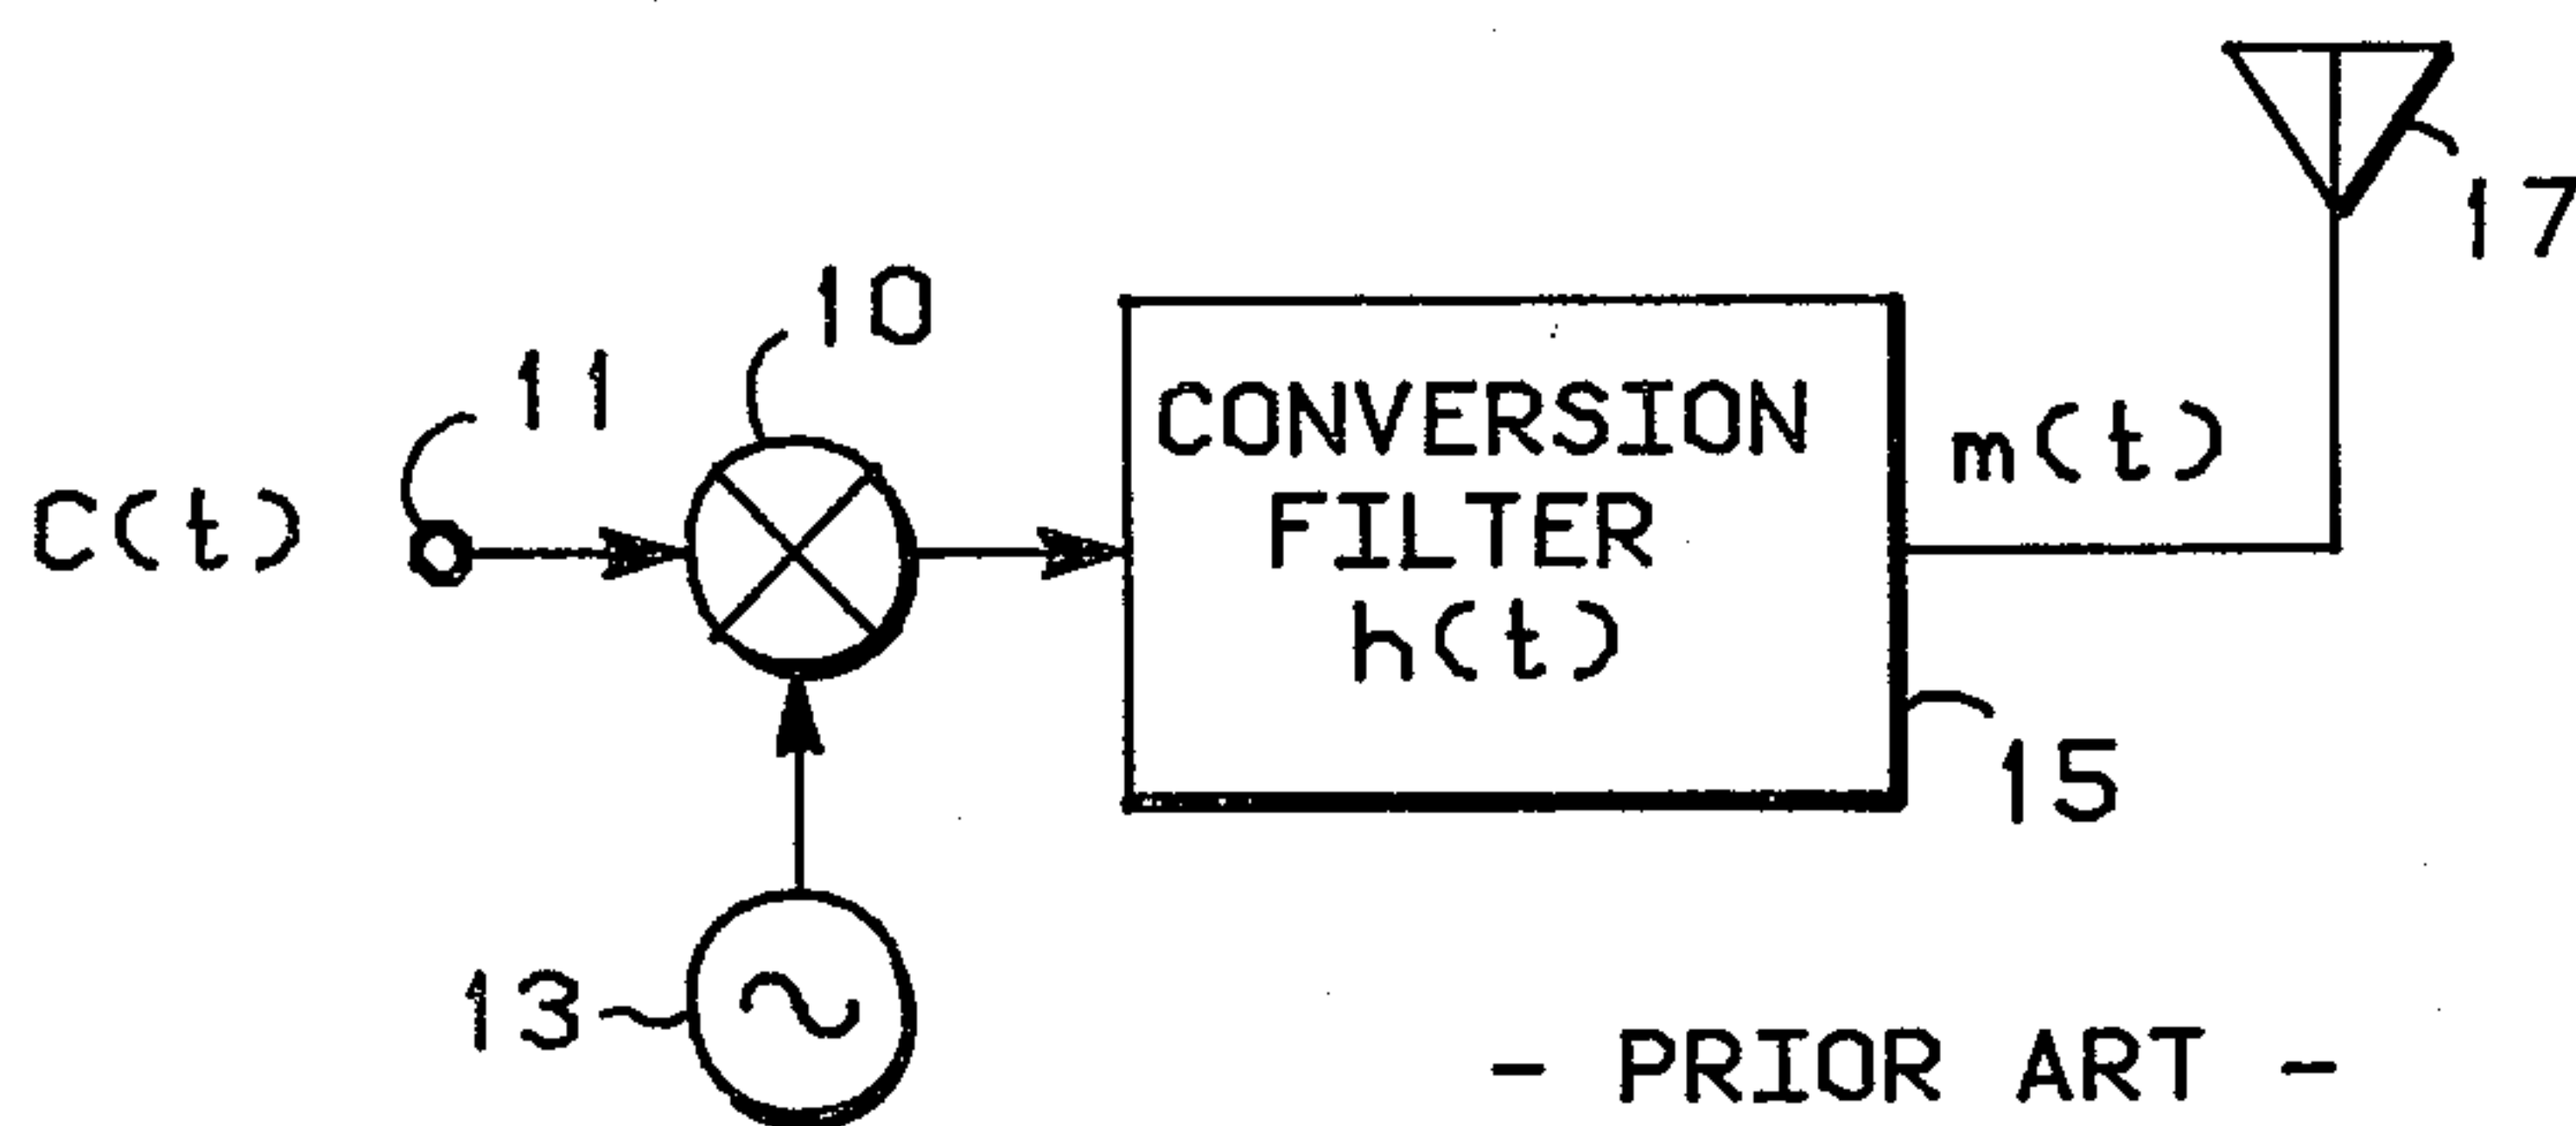 17
10
11
C(t)
CONVERSION
FILTER
h(t)
m(t)
15
13
- PRIOR ART -